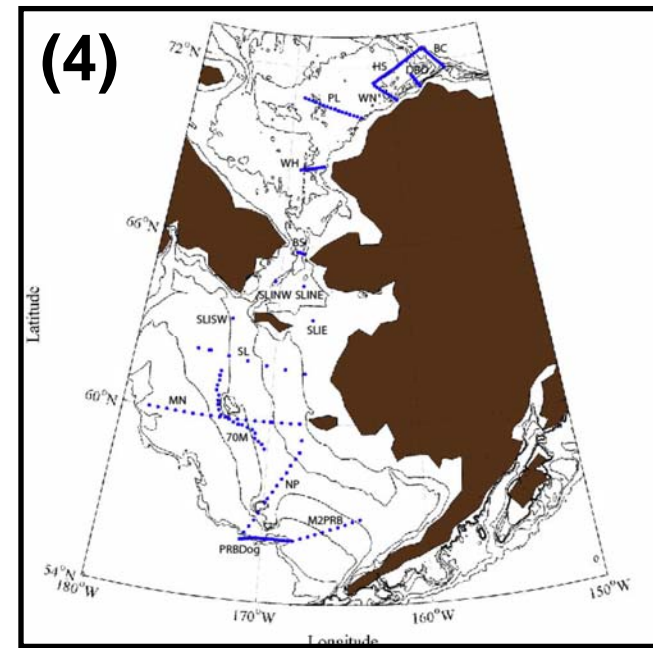 (4)
72°N
BC
HS
DBO
PL
WN
WH
66°N
BS
SLINW SLINE
SLISW
SLIE
SL
Latitude
60°N
MN
70M
NP
M2PRB
PRBDog
54°N
180°W
170°W
160°W
150°W
Longitude